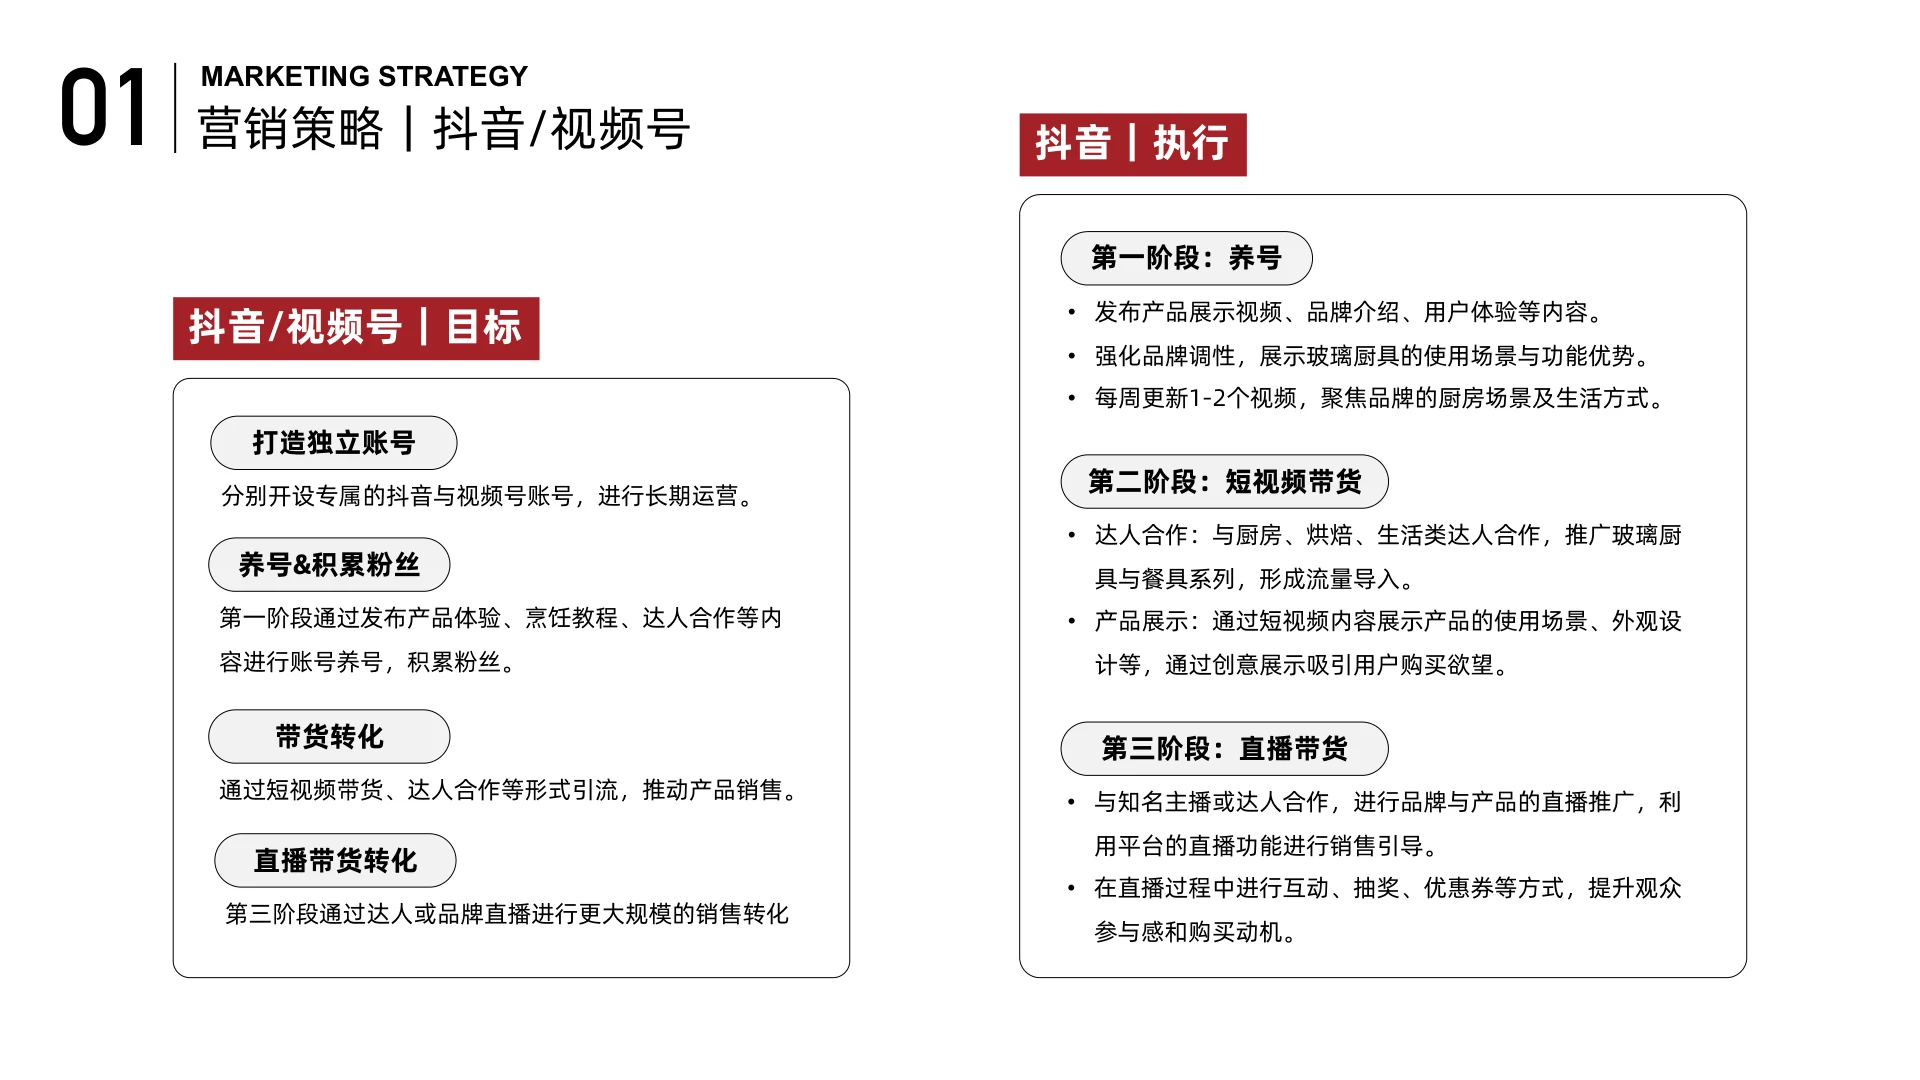 01
MARKETING STRATEGY
营销策略｜抖音/视频号
抖音/视频号｜目标
打造独立账号
分别开设专属的抖音与视频号账号，进行长期运营。
养号&积累粉丝
第一阶段通过发布产品体验、烹饪教程、达人合作等内
容进行账号养号，积累粉丝。
带货转化
通过短视频带货、达人合作等形式引流，推动产品销售。
直播带货转化
第三阶段通过达人或品牌直播进行更大规模的销售转化
抖音｜执行
第一阶段：养号
• 发布产品展示视频、品牌介绍、用户体验等内容。
• 强化品牌调性，展示玻璃厨具的使用场景与功能优势。
• 每周更新1-2个视频，聚焦品牌的厨房场景及生活方式。
第二阶段：短视频带货
• 达人合作：与厨房、烘焙、生活类达人合作，推广玻璃厨
具与餐具系列，形成流量导入。
• 产品展示：通过短视频内容展示产品的使用场景、外观设
计等，通过创意展示吸引用户购买欲望。
第三阶段：直播带货
• 与知名主播或达人合作，进行品牌与产品的直播推广，利
用平台的直播功能进行销售引导。
• 在直播过程中进行互动、抽奖、优惠券等方式，提升观众
参与感和购买动机。